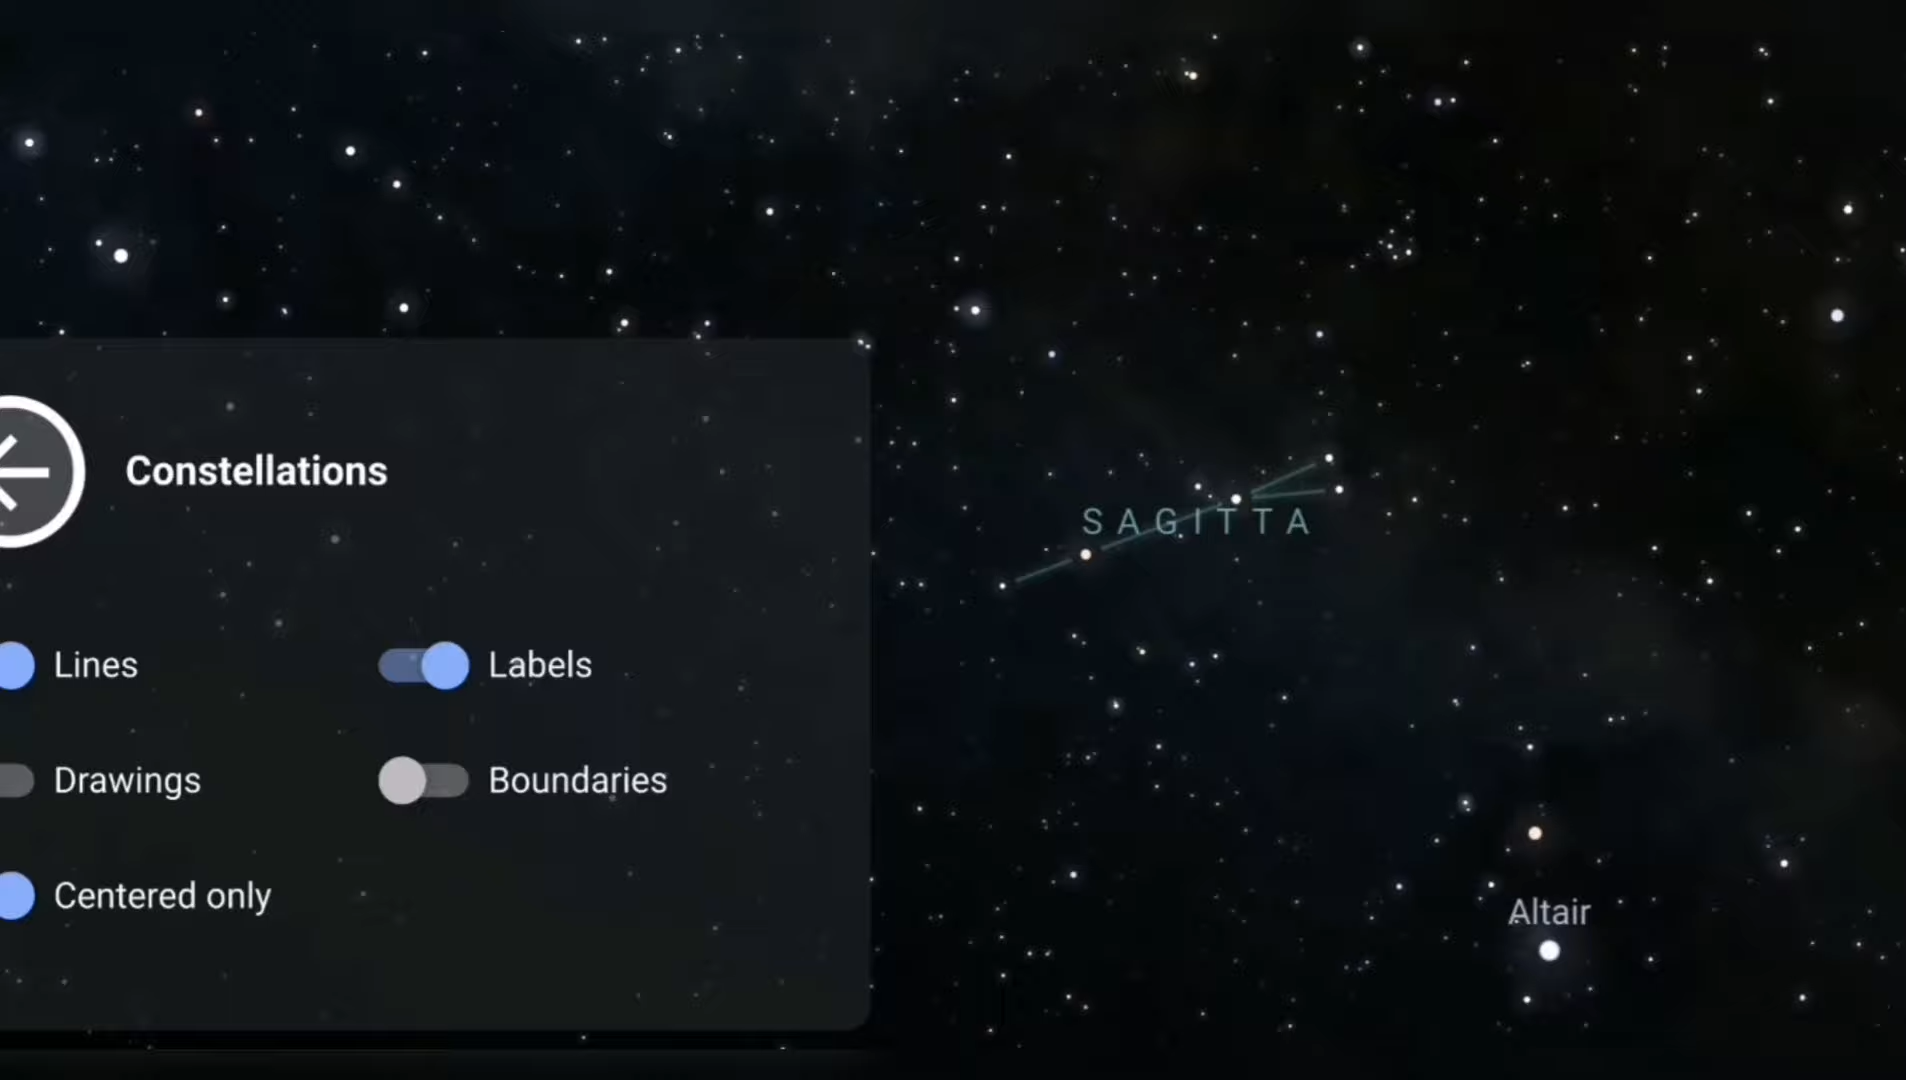 Constellations
SAGITTA
Lines
Labels
Drawings
Boundaries
Centered only
Altair